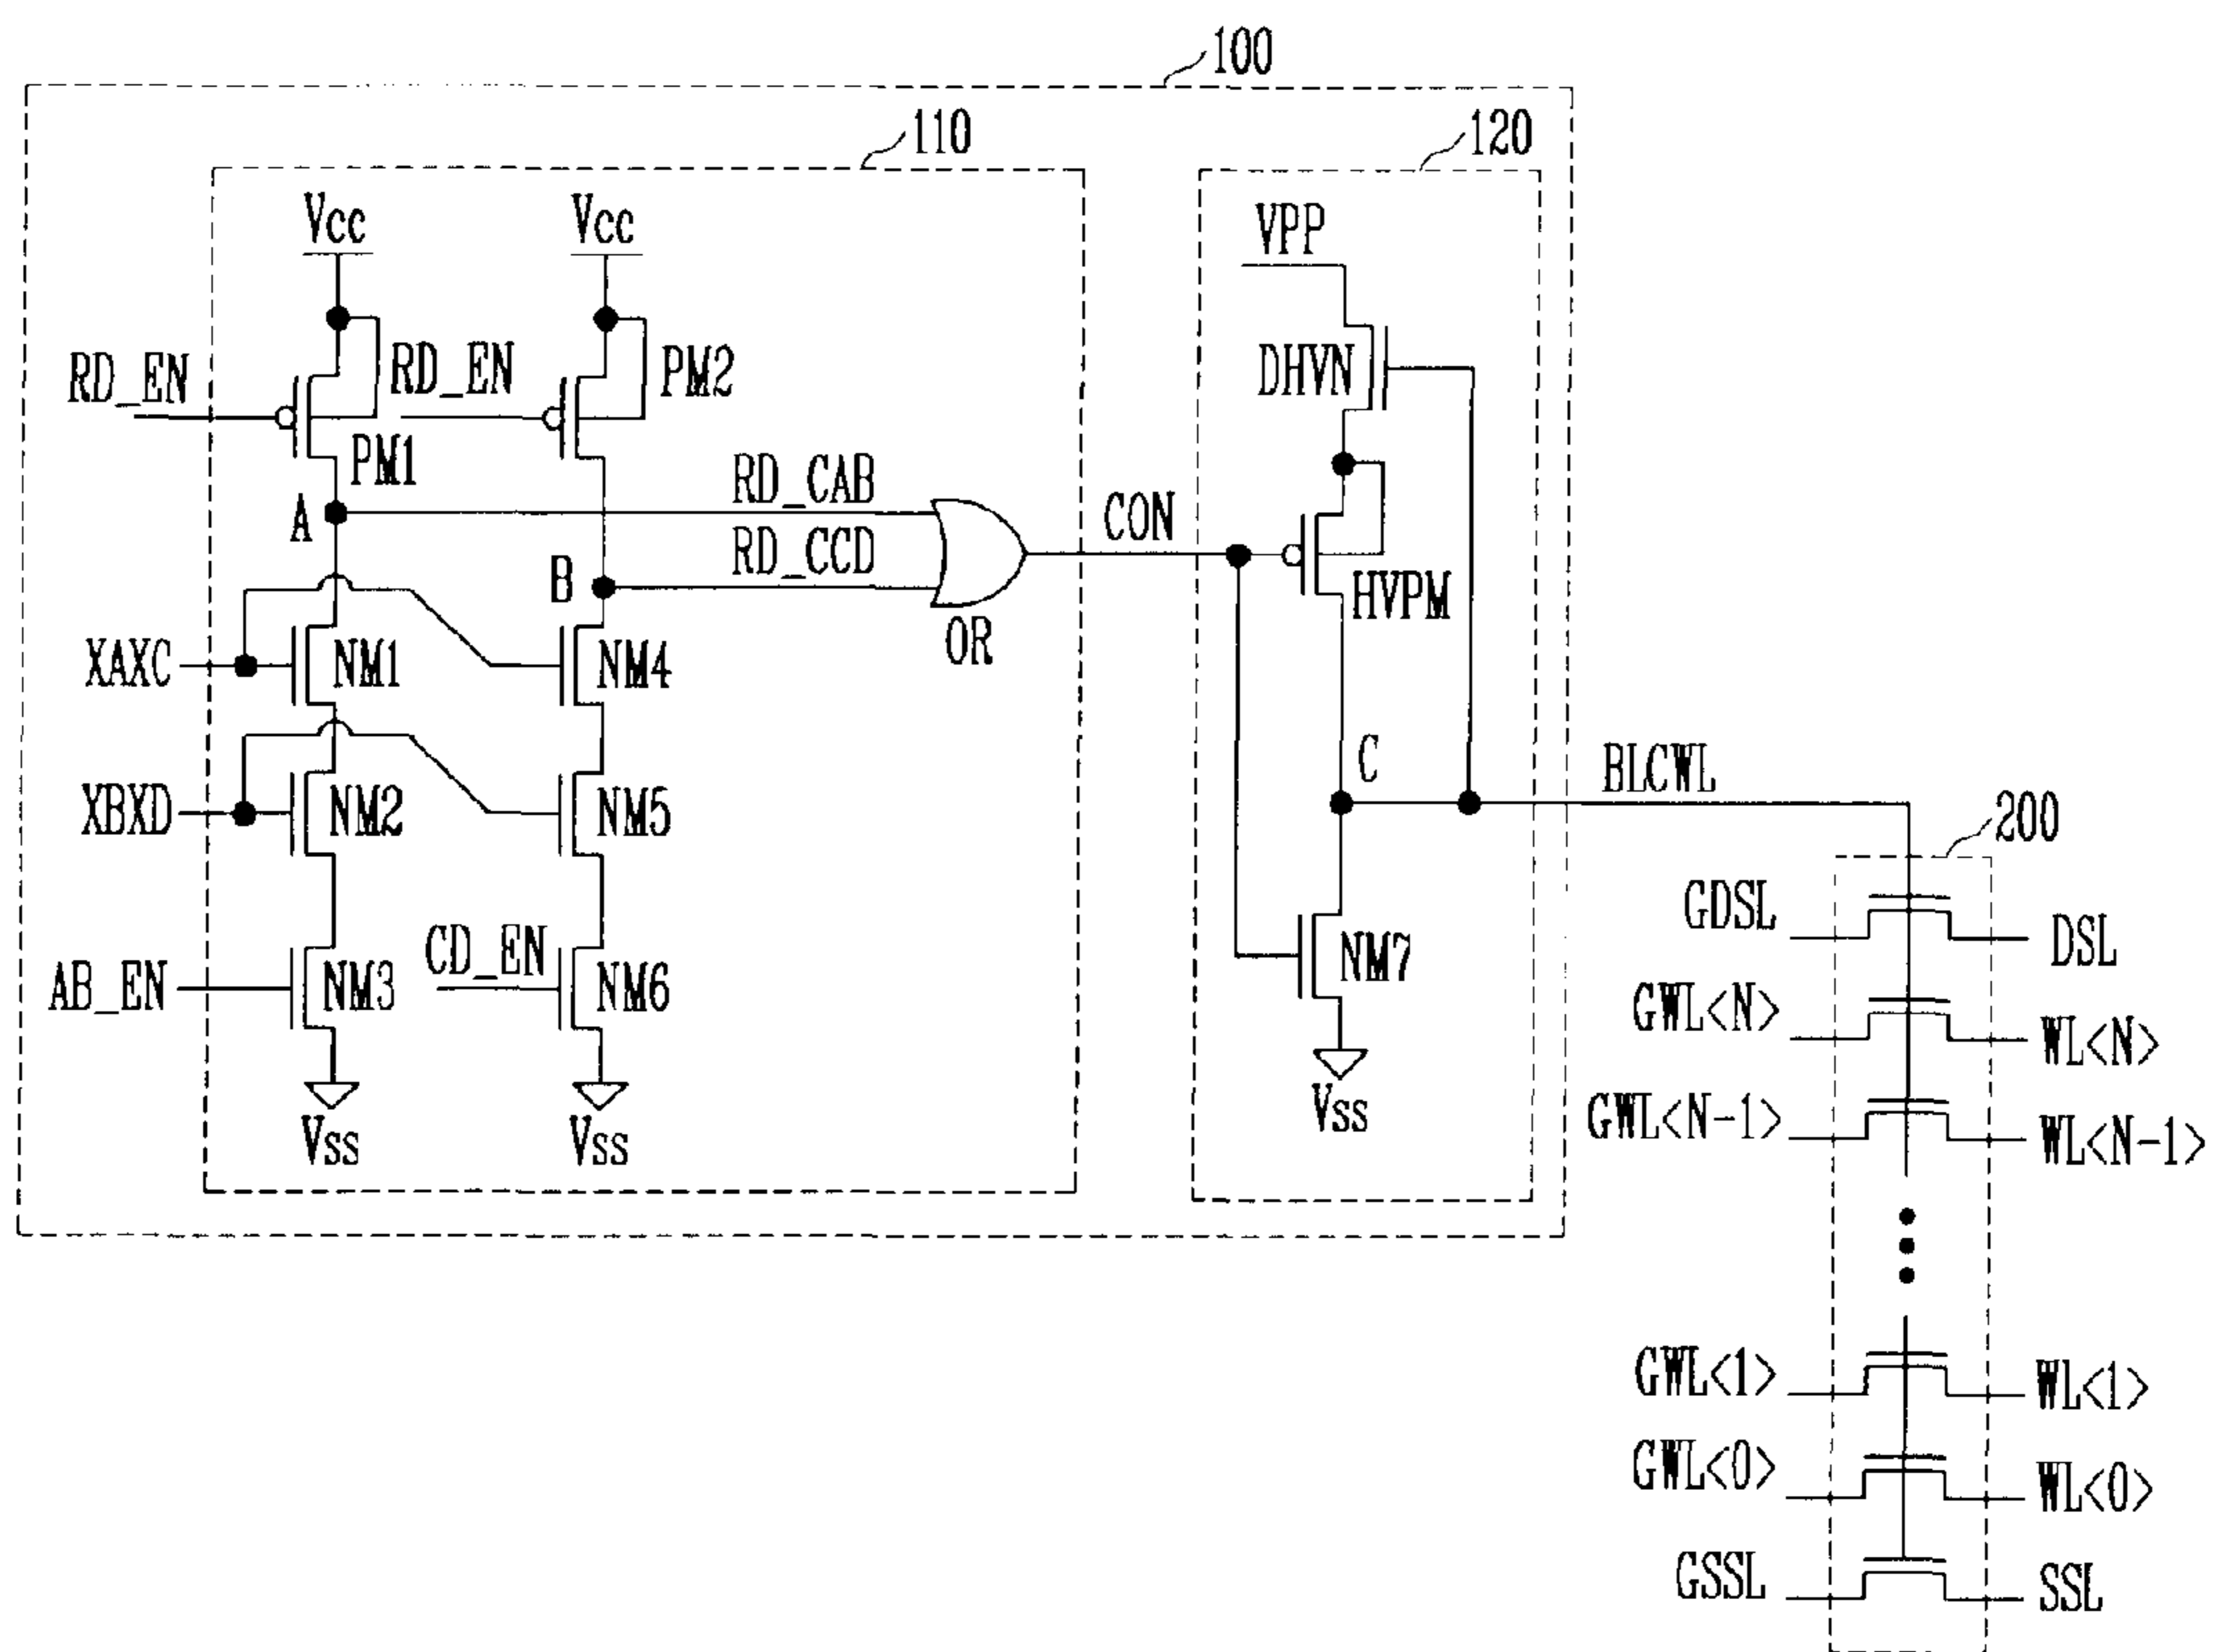 100
110
120
Vcc
Vcc
VPP
RD_EN
RD_EN
PM2
DHVN
PM1
RD_CAB
A
CON
RD_CCD
B
HVPM
OR
XAXC
NM1
NM4
C
BLCWL
XBXD
NM2
NM5
200
GDSL
DSL
CD_EN
NM7
AB_EN
NM3
NM6
GWL<N>
WL<N>
Vss
Vss
Vss
GWL<N-1>
WL<N-1>
GWL<1>
WL<1>
GWL<0>
WL<0>
GSSL
SSL